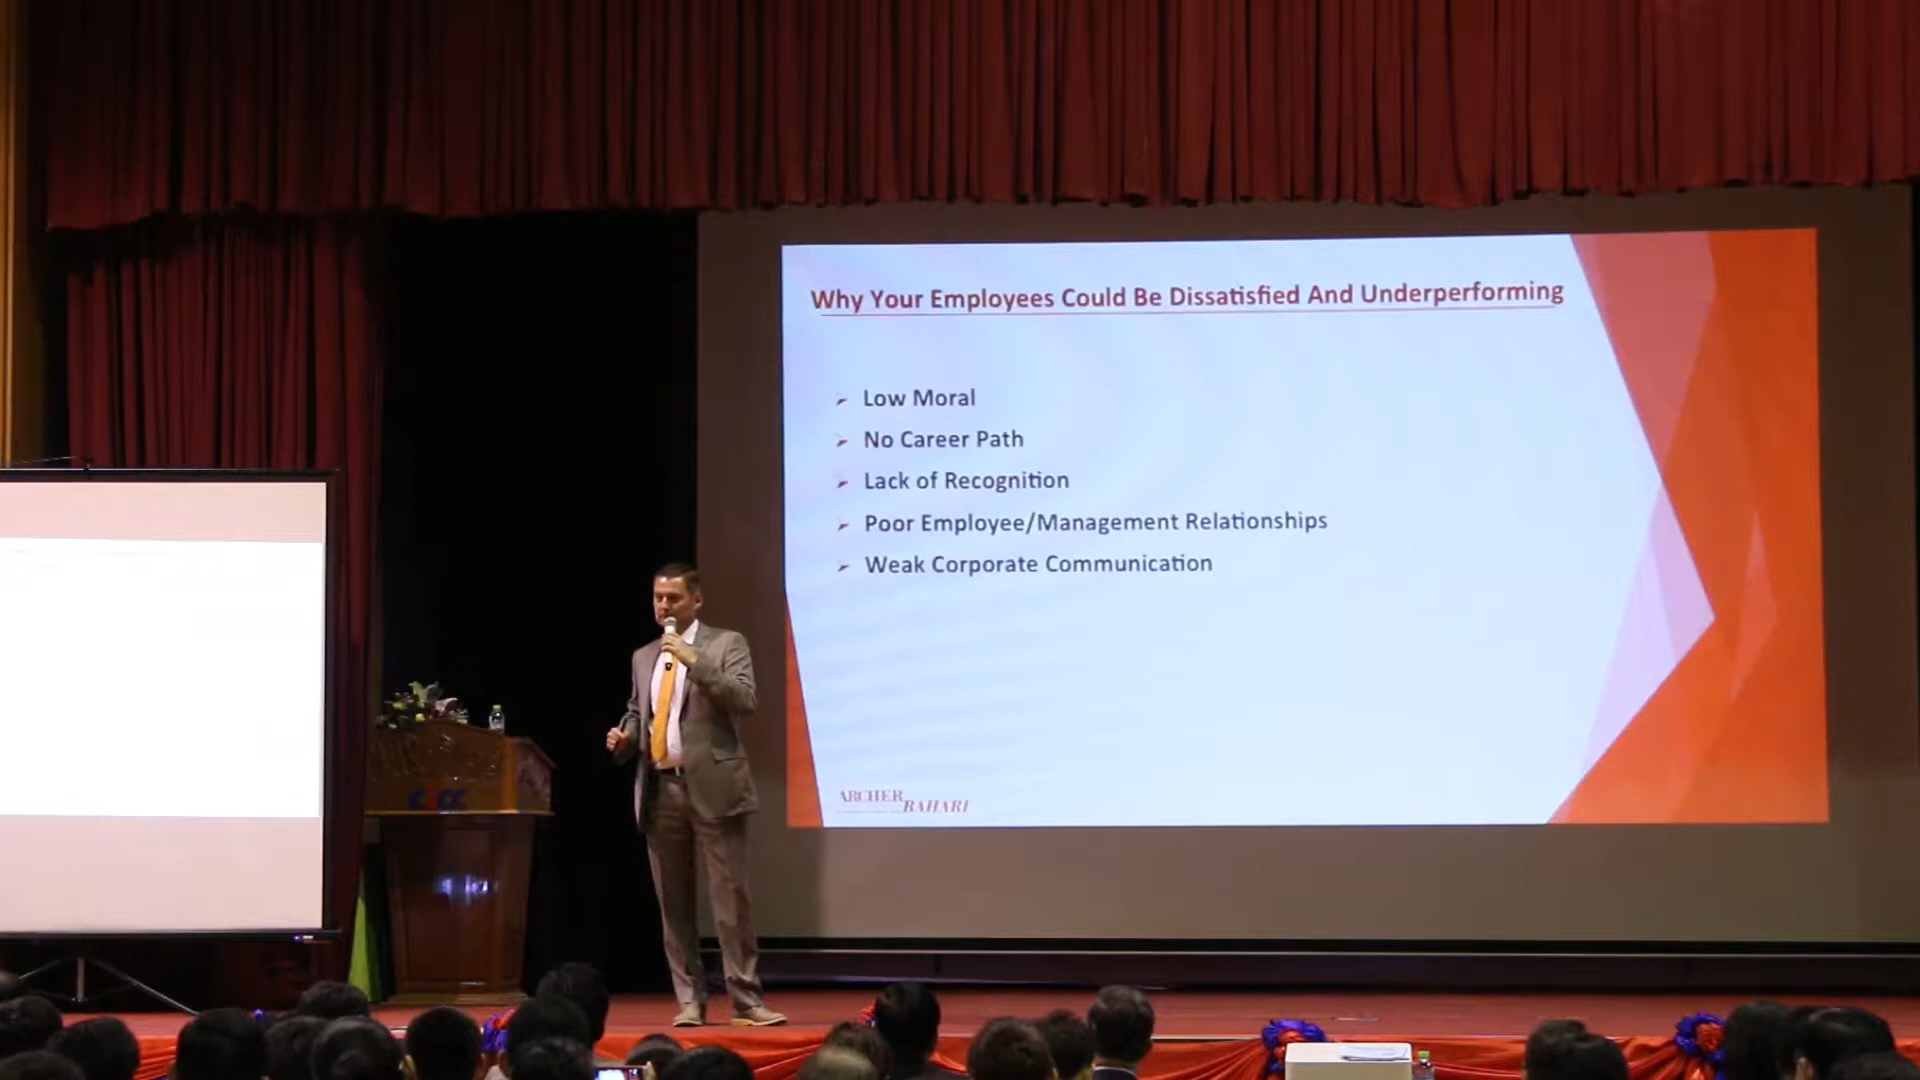 Why Your Employees Could Be Dissatisfied And Underperforming
Low Moral
No Career Path
Lack of Recognition
Poor Employee/Management Relationships
Weak Corporate Communication
ARCHER
BAHARI